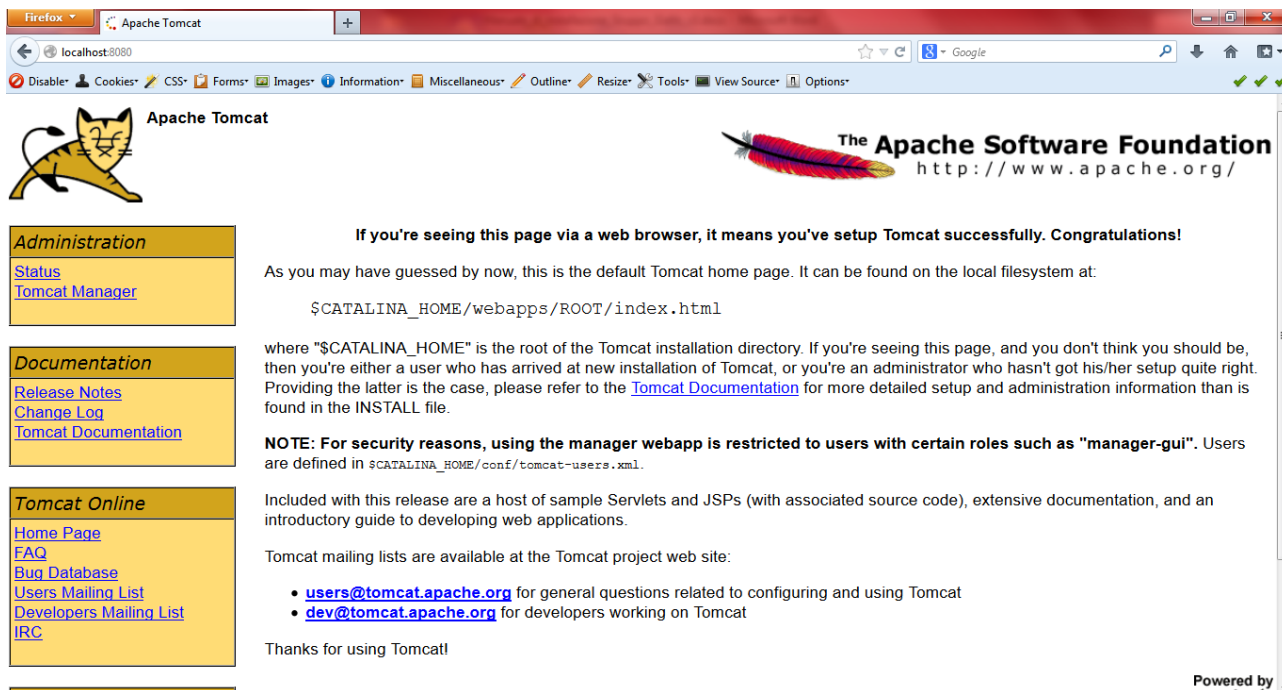 Firefox
Apache Tomcat
localhost:8080
Google
Disable Cookies CSS Forms Images Information Miscellaneous Outline Resize Tools View Source Options
Apache Tomcat
The Apache Software Foundation
http://www.apache.org/
Administration
Status
Tomcat Manager
Documentation
Release Notes
Change Log
Tomcat Documentation
Tomcat Online
Home Page
FAQ
Bug Database
Users Mailing List
Developers Mailing List
IRC
If you're seeing this page via a web browser, it means you've setup Tomcat successfully. Congratulations!
As you may have guessed by now, this is the default Tomcat home page. It can be found on the local filesystem at:
$CATALINA_HOME/webapps/ROOT/index.html
where "$CATALINA_HOME" is the root of the Tomcat installation directory. If you're seeing this page, and you don't think you should be,
then you're either a user who has arrived at new installation of Tomcat, or you're an administrator who hasn't got his/her setup quite right.
Providing the latter is the case, please refer to the Tomcat Documentation for more detailed setup and administration information than is
found in the INSTALL file.
NOTE: For security reasons, using the manager webapp is restricted to users with certain roles such as "manager-gui". Users
are defined in $CATALINA_HOME/conf/tomcat-users.xml.
Included with this release are a host of sample Servlets and JSPs (with associated source code), extensive documentation, and an
introductory guide to developing web applications.
Tomcat mailing lists are available at the Tomcat project web site:
• users@tomcat.apache.org for general questions related to configuring and using Tomcat
• dev@tomcat.apache.org for developers working on Tomcat
Thanks for using Tomcat!
Powered by